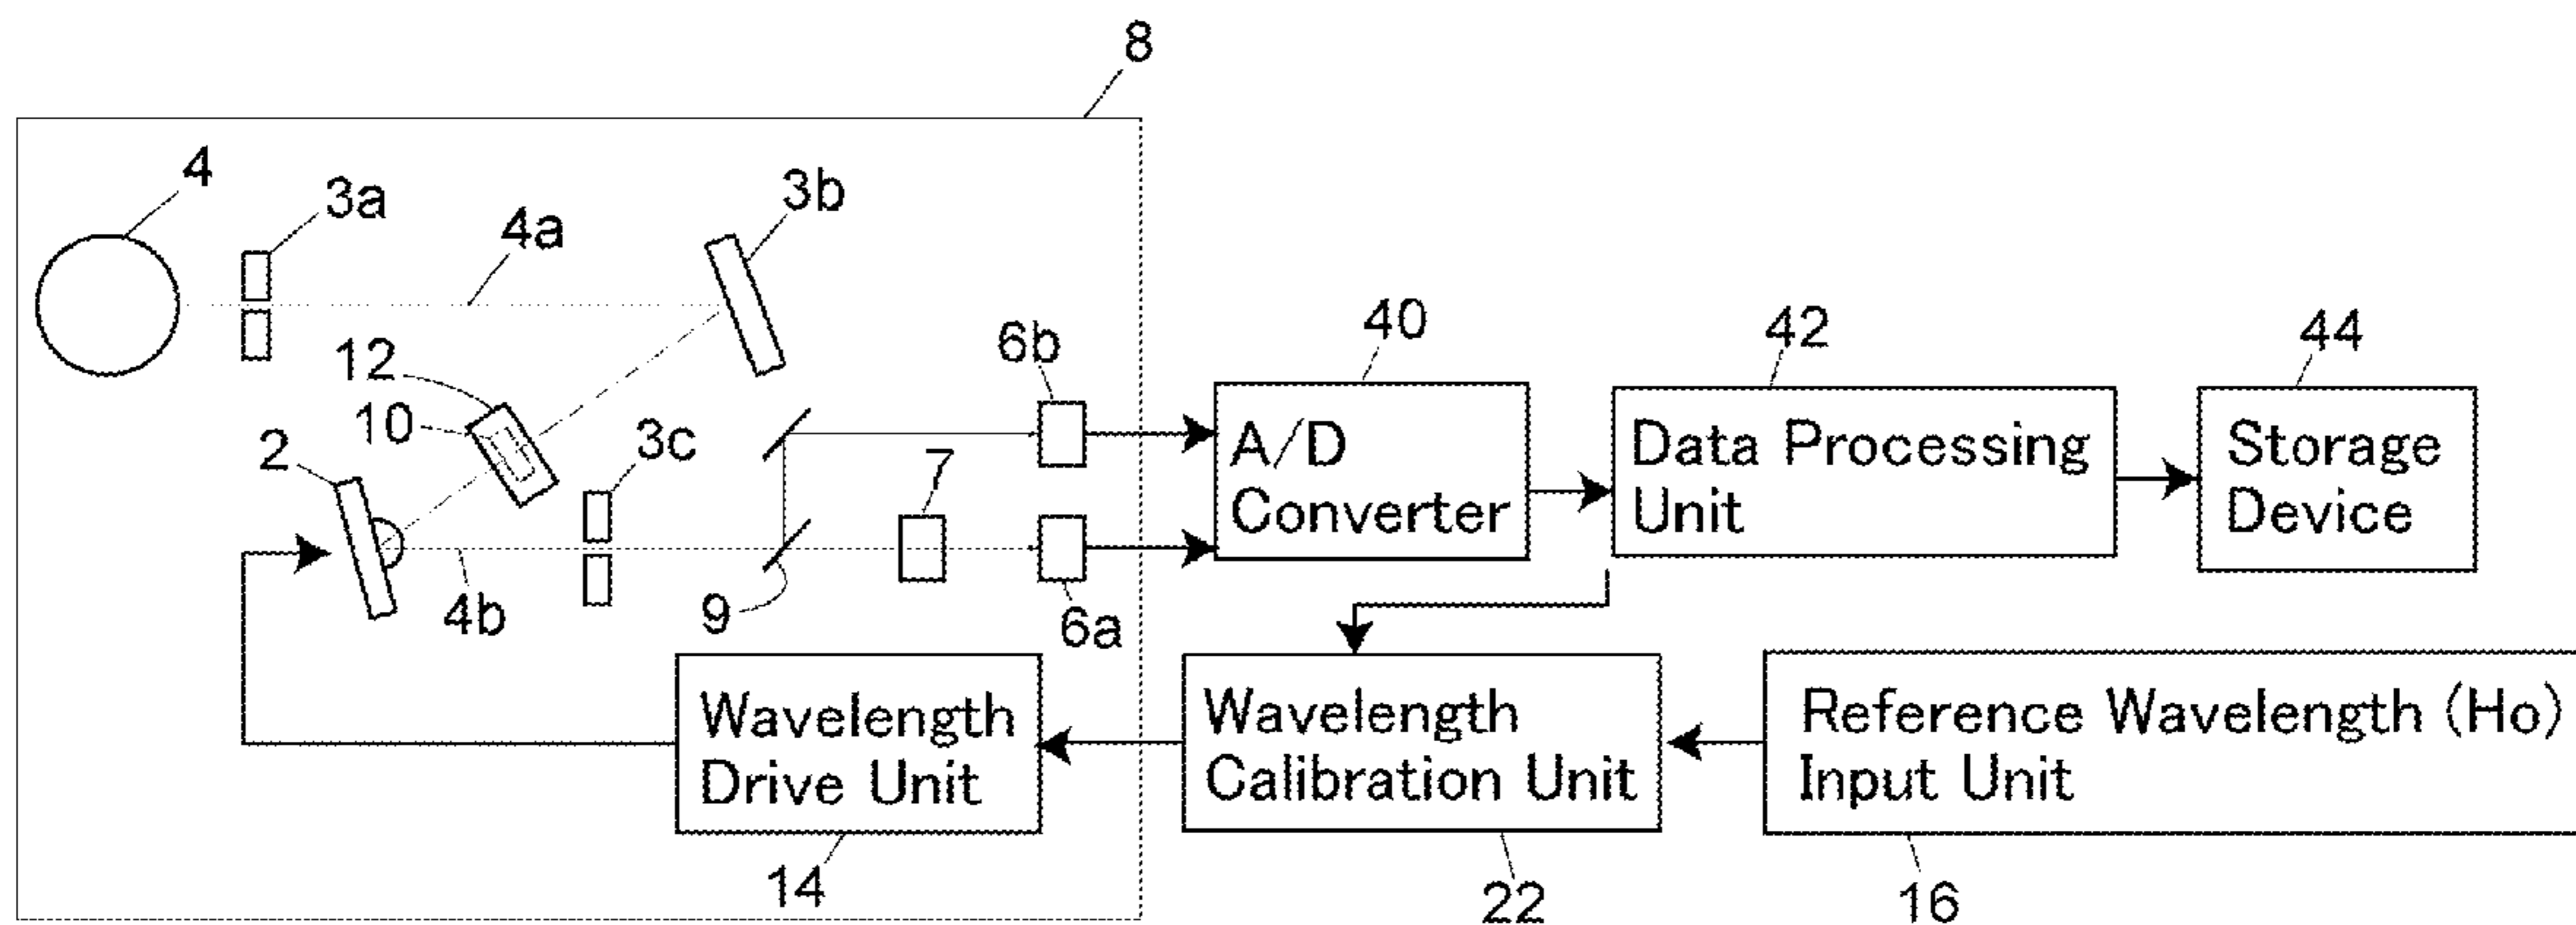 8
4
3a
4a
3b
12
10
2
3c
4b
9
7
6b
6a
40
A/D
Converter
42
Data Processing
Unit
44
Storage
Device
Wavelength
Drive Unit
14
Wavelength
Calibration Unit
22
Reference Wavelength (Ho)
Input Unit
16